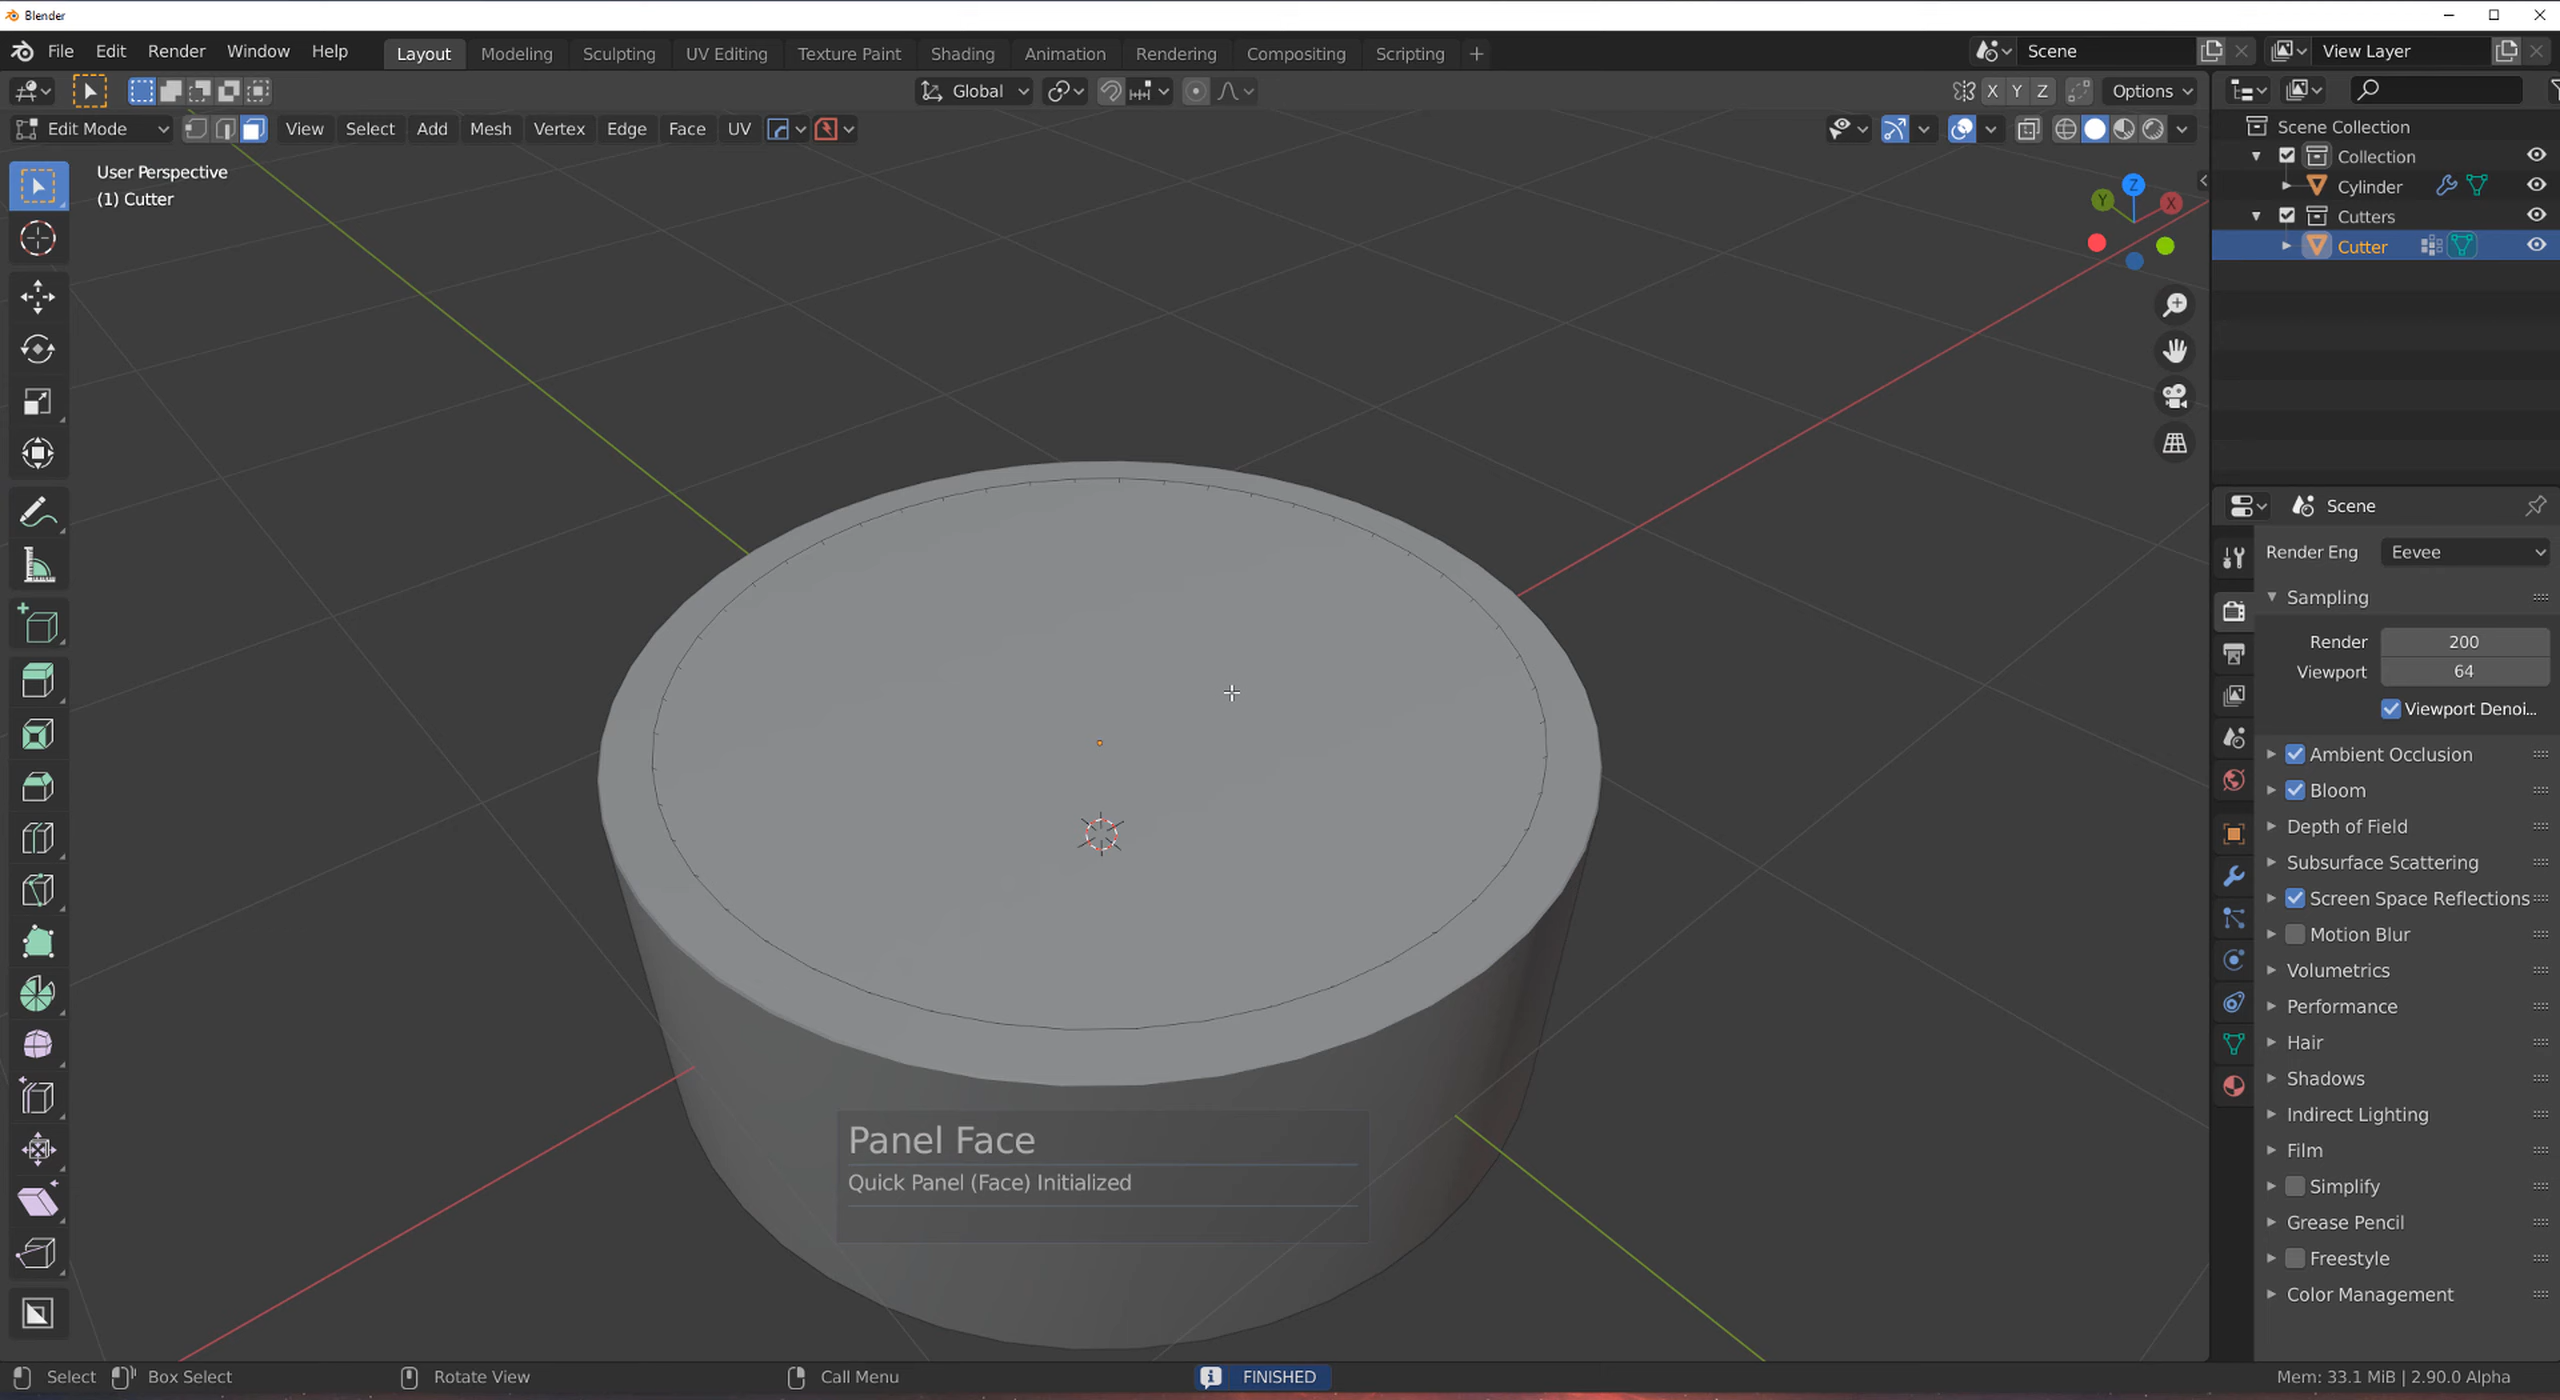 Blender
File Edit Render Window Help Layout Modeling Sculpting UV Editing Texture Paint Shading Animation Rendering Compositing Scripting + Scene View Layer
Global X Y Z Options
Edit Mode View Select Add Mesh Vertex Edge Face UV
User Perspective
(1) Cutter
Z
Y
X
Scene Collection
Collection
Cylinder
Cutters
Cutter
Scene
Render Eng Eevee
Sampling
Render 200
Viewport 64
Viewport Denoi...
Ambient Occlusion
Bloom
Depth of Field
Subsurface Scattering
Screen Space Reflections
Motion Blur
Volumetrics
Performance
Hair
Shadows
Indirect Lighting
Film
Simplify
Grease Pencil
Freestyle
Color Management
Panel Face
Quick Panel (Face) Initialized
Select Box Select Rotate View Call Menu FINISHED Mem: 33.1 MiB | 2.90.0 Alpha